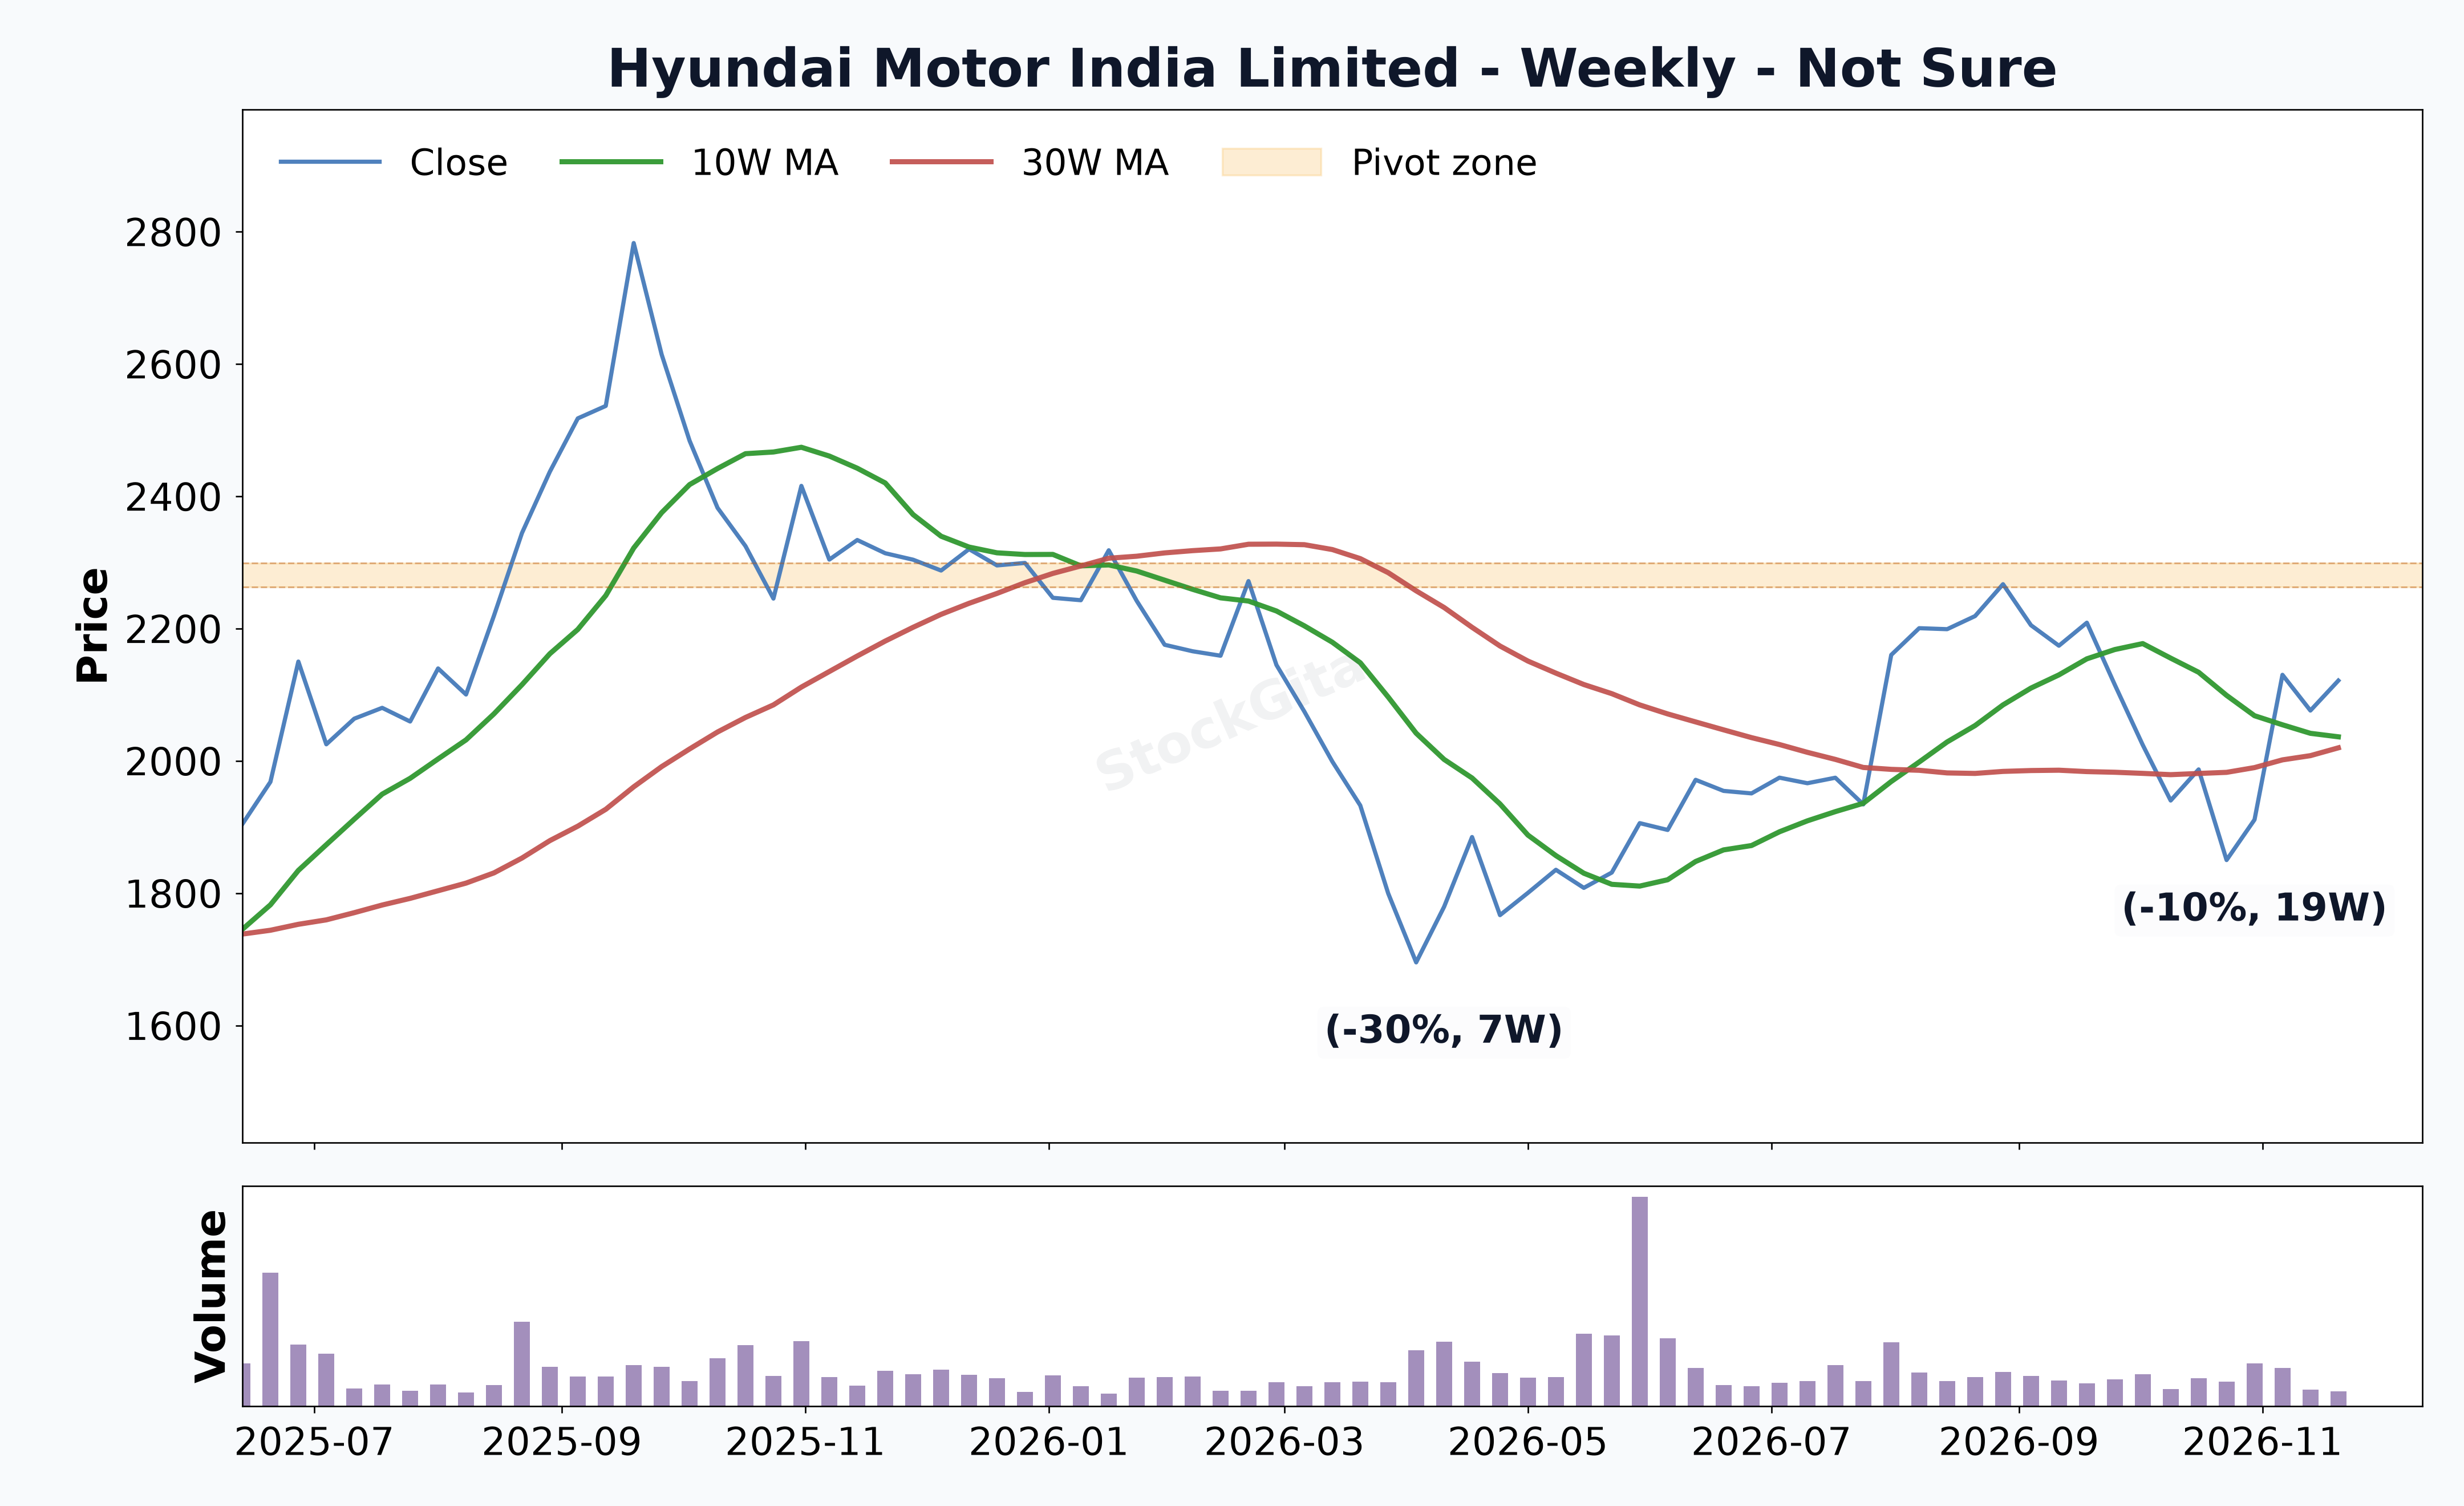 Hyundai Motor India Limited - Weekly - Not Sure
Close 10W MA 30W MA Pivot zone
2800
2600
2400
2200
2000
1800
1600
Price
StockGita
(-10%, 19W)
(-30%, 7W)
Volume
2025-07 2025-09 2025-11 2026-01 2026-03 2026-05 2026-07 2026-09 2026-11